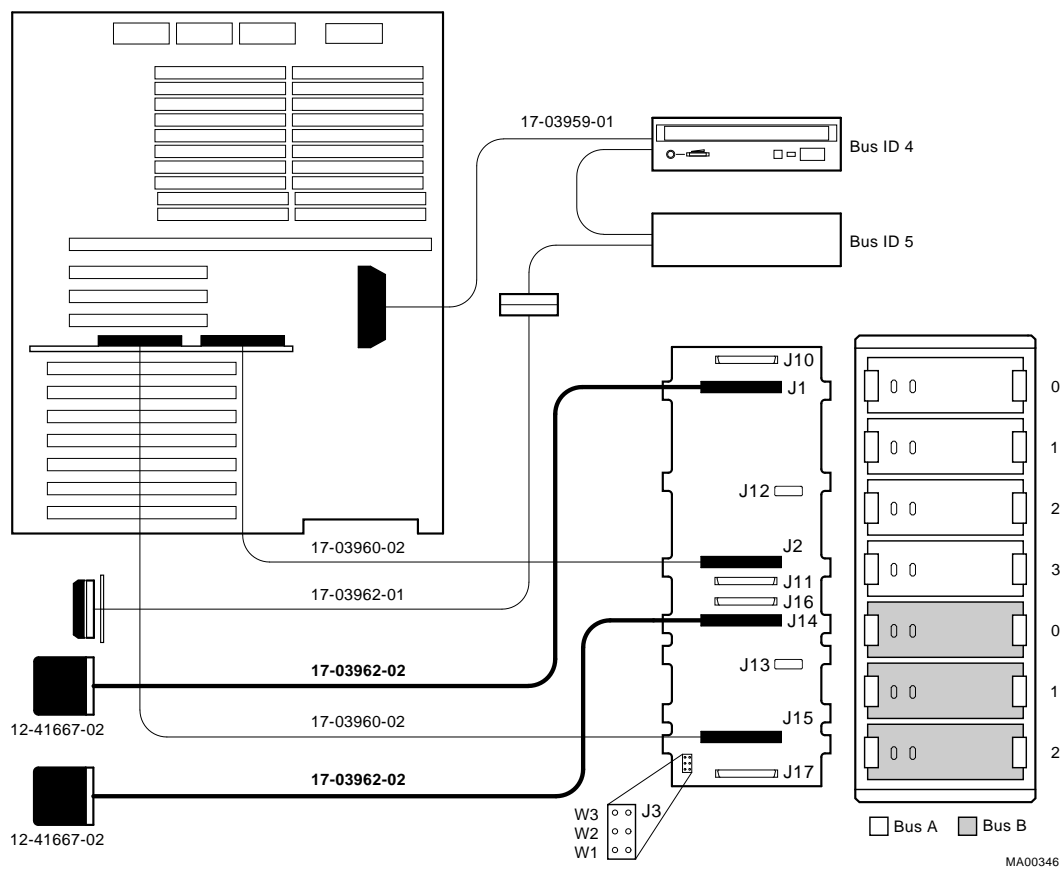 17-03959-01
Bus ID 4
Bus ID 5
J10
J1
0
1
J12
2
J2
17-03960-02
3
J11
17-03962-01
J16
J14
0
J13
17-03962-02
1
12-41667-02
17-03960-02
J15
2
J17
17-03962-02
W3
J3
W2
W1
12-41667-02
Bus A
Bus B
MA00346